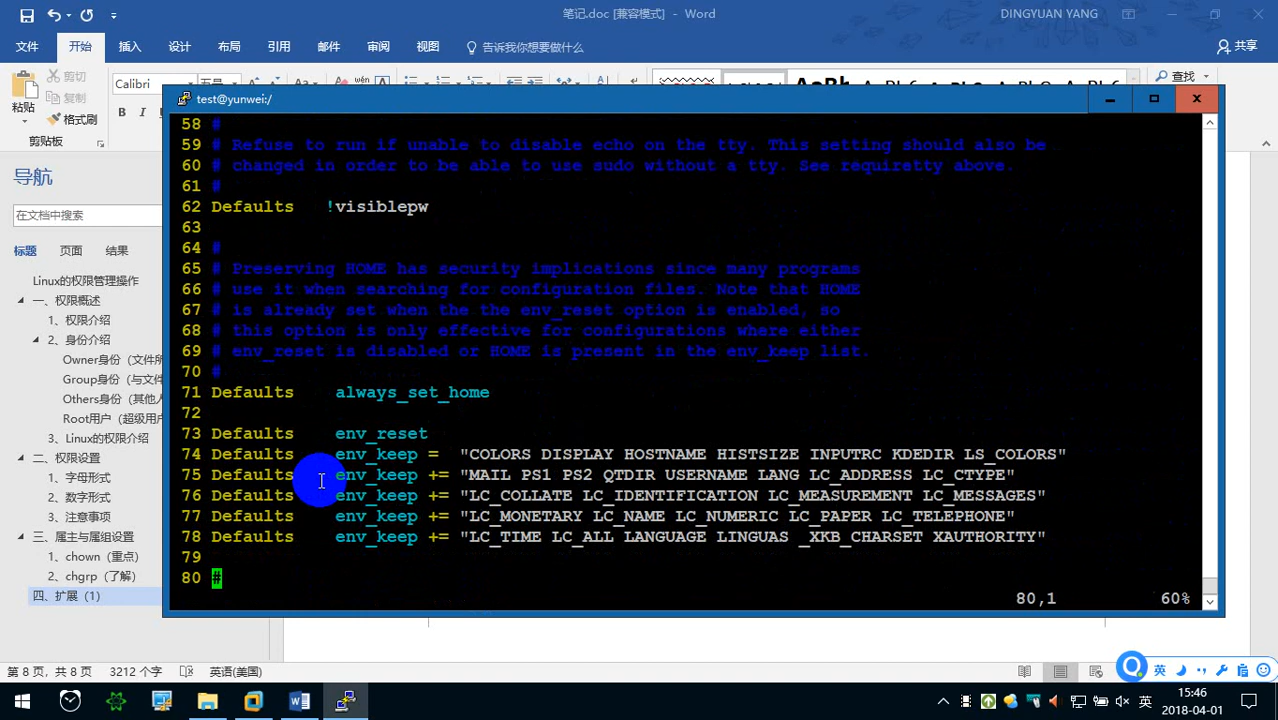 笔记.doc [兼容模式] - Word
DINGYUAN YANG
文件 开始 插入 设计 布局 引用 邮件 审阅 视图 告诉我你想要做什么 共享
剪切
Calibri
五号
查找
复制
粘贴
格式刷
B I
剪贴板
test@yunwei:/
导航
在文档中搜索
标题 页面 结果
Linux的权限管理操作
一、权限概述
1、权限介绍
2、身份介绍
Owner身份（文件所
Group身份（与文件
Others身份（其他人
Root用户（超级用户
3、Linux的权限介绍
二、权限设置
1、字母形式
2、数字形式
3、注意事项
三、属主与属组设置
1、chown（重点）
2、chgrp（了解）
四、扩展（1）
58 #
59 # Refuse to run if unable to disable echo on the tty. This setting should also be
60 # changed in order to be able to use sudo without a tty. See requiretty above.
61 #
62 Defaults !visiblepw
63
64 #
65 # Preserving HOME has security implications since many programs
66 # use it when searching for configuration files. Note that HOME
67 # is already set when the the env_reset option is enabled, so
68 # this option is only effective for configurations where either
69 # env_reset is disabled or HOME is present in the env_keep list.
70 #
71 Defaults always_set_home
72
73 Defaults env_reset
74 Defaults env_keep = "COLORS DISPLAY HOSTNAME HISTSIZE INPUTRC KDEDIR LS_COLORS"
75 Defaults env_keep += "MAIL PS1 PS2 QTDIR USERNAME LANG LC_ADDRESS LC_CTYPE"
76 Defaults env_keep += "LC_COLLATE LC_IDENTIFICATION LC_MEASUREMENT LC_MESSAGES"
77 Defaults env_keep += "LC_MONETARY LC_NAME LC_NUMERIC LC_PAPER LC_TELEPHONE"
78 Defaults env_keep += "LC_TIME LC_ALL LANGUAGE LINGUAS _XKB_CHARSET XAUTHORITY"
79
80 #
80,1 60%
第 8 页，共 8 页 3212 个字 英语(美国)
英
英
15:46
2018-04-01